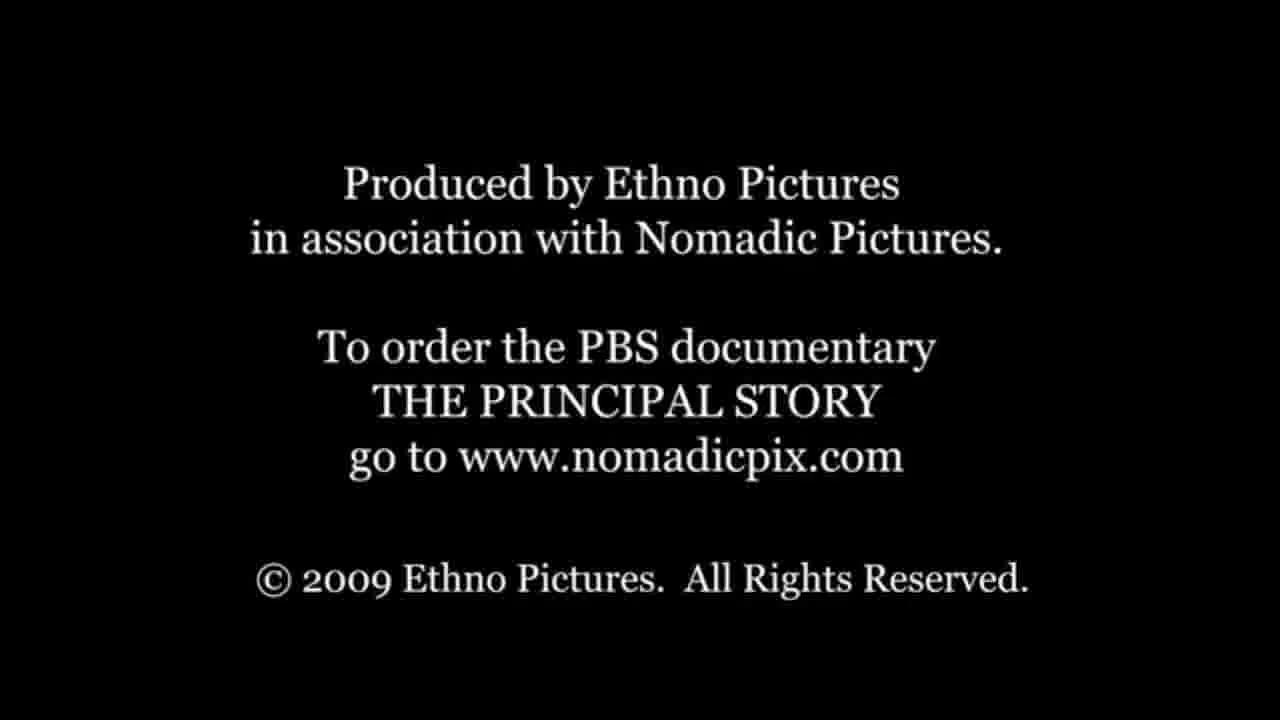 Produced by Ethno Pictures
in association with Nomadic Pictures.
To order the PBS documentary
THE PRINCIPAL STORY
go to www.nomadicpix.com
© 2009 Ethno Pictures.  All Rights Reserved.